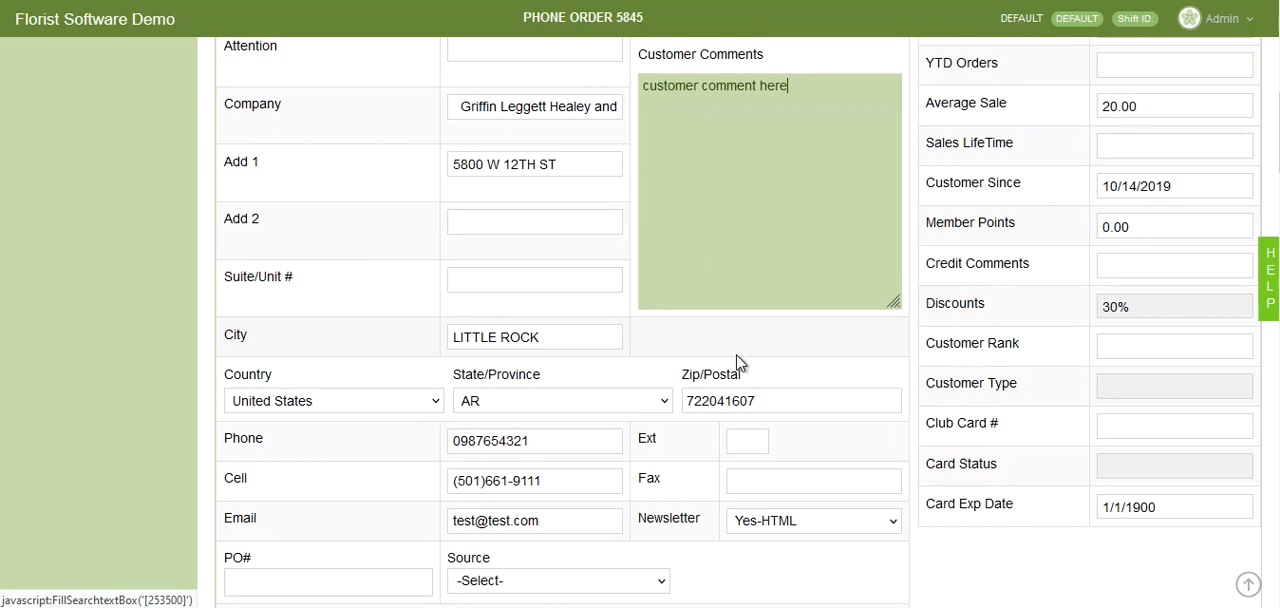 Florist Software Demo
PHONE ORDER 5845
DEFAULT DEFAULT Shift ID: Admin
Attention
Company Griffin Leggett Healey and
Add 1 5800 W 12TH ST
Add 2
Suite/Unit #
City LITTLE ROCK
Customer Comments
customer comment here
Country State/Province Zip/Postal
United States AR 722041607
Phone 0987654321 Ext
Cell (501)661-9111 Fax
Email test@test.com Newsletter Yes-HTML
PO# Source
-Select-
YTD Orders
Average Sale 20.00
Sales LifeTime
Customer Since 10/14/2019
Member Points 0.00
Credit Comments
Discounts 30%
Customer Rank
Customer Type
Club Card #
Card Status
Card Exp Date 1/1/1900
HELP
javascript:FillSearchtextBox('[253500]')